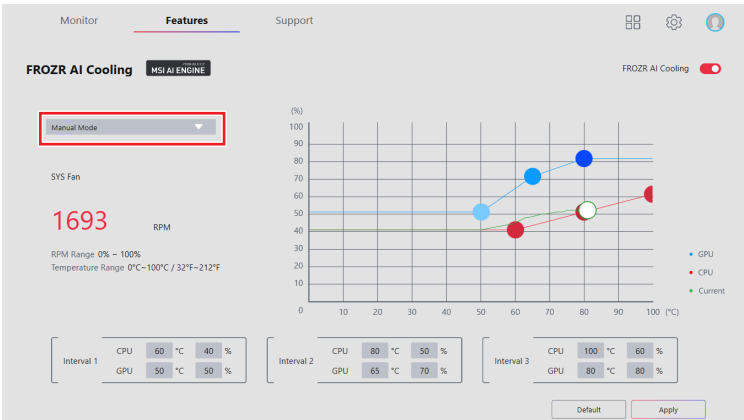 Monitor Features Support
FROZR AI Cooling POWERED BY MSI AI ENGINE FROZR AI Cooling
Manual Mode
SYS Fan
1693 RPM
RPM Range 0% ~ 100%
Temperature Range 0°C~100°C / 32°F~212°F
(%)
100
90
80
70
60
50
40
30
20
10
0 10 20 30 40 50 60 70 80 90 100 (°C)
GPU
CPU
Current
Interval 1
CPU 60 °C 40 %
GPU 50 °C 50 %
Interval 2
CPU 80 °C 50 %
GPU 65 °C 70 %
Interval 3
CPU 100 °C 60 %
GPU 80 °C 80 %
Default Apply